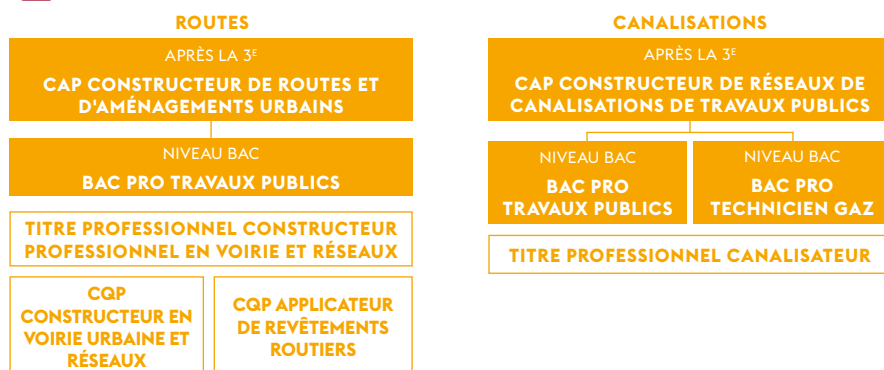 ROUTES
APRÈS LA 3E
CAP CONSTRUCTEUR DE ROUTES ET
D'AMÉNAGEMENTS URBAINS
NIVEAU BAC
BAC PRO TRAVAUX PUBLICS
TITRE PROFESSIONNEL CONSTRUCTEUR
PROFESSIONNEL EN VOIRIE ET RÉSEAUX
CQP
CONSTRUCTEUR EN
VOIRIE URBAINE ET
RÉSEAUX
CQP APPLICATEUR
DE REVÊTEMENTS
ROUTIERS
CANALISATIONS
APRÈS LA 3E
CAP CONSTRUCTEUR DE RÉSEAUX DE
CANALISATIONS DE TRAVAUX PUBLICS
NIVEAU BAC
BAC PRO
TRAVAUX PUBLICS
NIVEAU BAC
BAC PRO
TECHNICIEN GAZ
TITRE PROFESSIONNEL CANALISATEUR